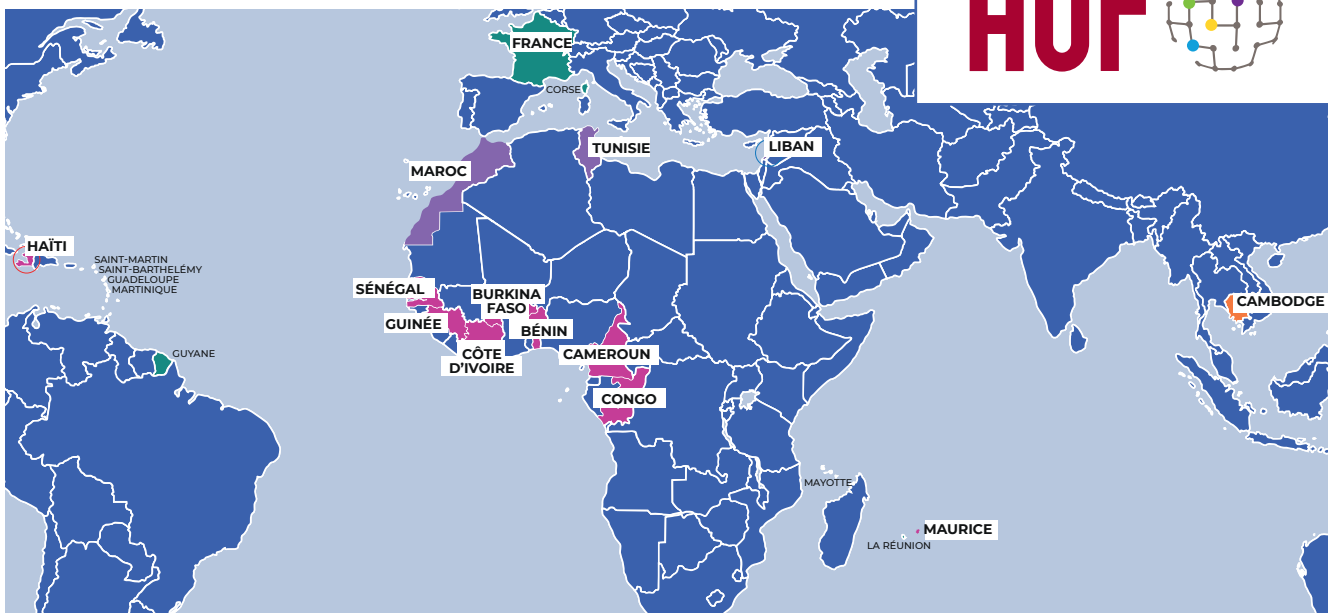 HUF
FRANCE
CORSE
TUNISIE
LIBAN
MAROC
HAÏTI
SAINT-MARTIN
SAINT-BARTHELÉMY
GUADELOUPE
MARTINIQUE
SÉNÉGAL
BURKINA
FASO
CAMBODGE
GUINÉE
BÉNIN
CÔTE
D'IVOIRE
CAMEROUN
GUYANE
CONGO
MAYOTTE
MAURICE
LA RÉUNION